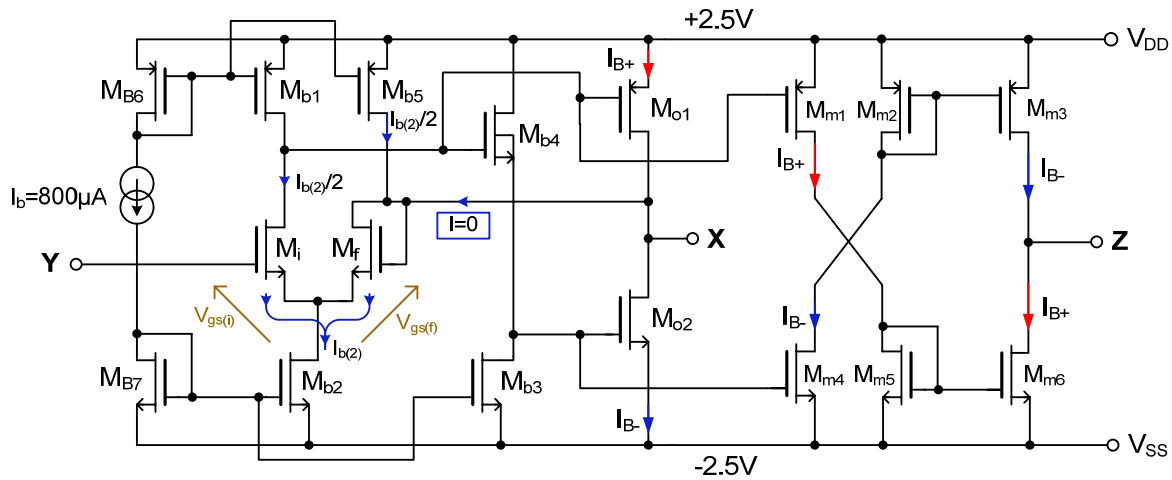 +2.5V
V_DD
M_B6
M_b1
M_b5
I_B+
M_o1
M_m1
M_m2
M_m3
I_b(2)/2
M_b4
I_B+
I_B-
I_b=800µA
I_b(2)/2
I=0
M_i
M_f
X
Z
Y
V_gs(i)
V_gs(f)
I_b(2)
M_o2
I_B-
I_B+
M_B7
M_b2
M_b3
M_m4
M_m5
M_m6
I_B-
V_SS
-2.5V